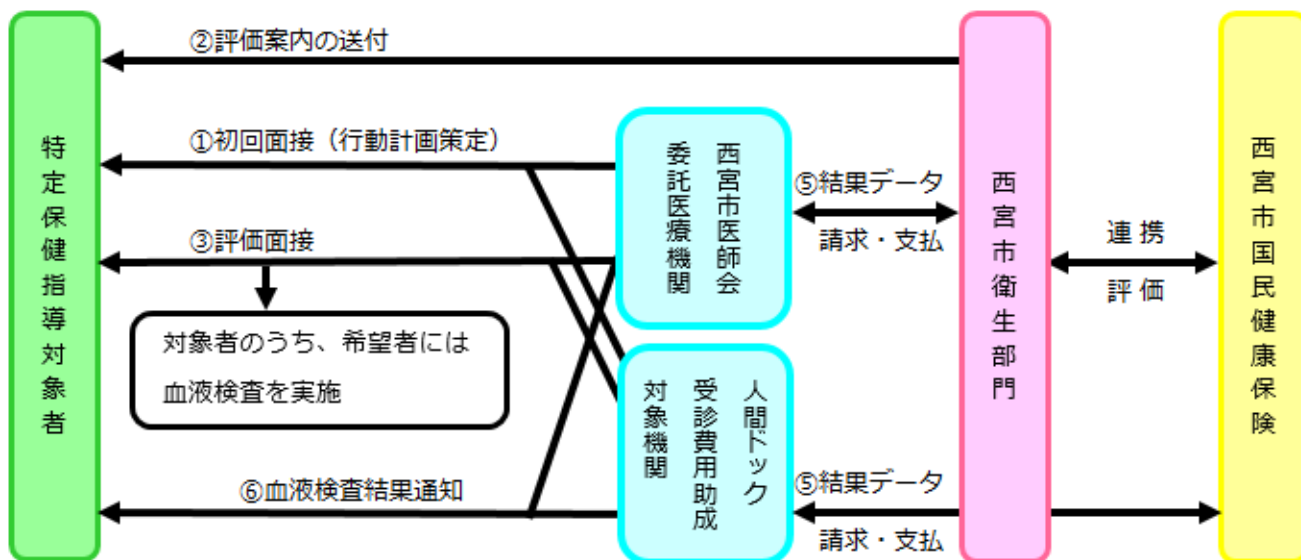 ②評価案内の送付
①初回面接（行動計画策定）
③評価面接
対象者のうち、希望者には
血液検査を実施
⑥血液検査結果通知
特定保健指導対象者
西宮市医師会
委託医療機関
人間ドック
受診費用助成
対象機関
⑤結果データ
請求・支払
⑤結果データ
請求・支払
西宮市衛生部門
連携
評価
西宮市国民健康保険